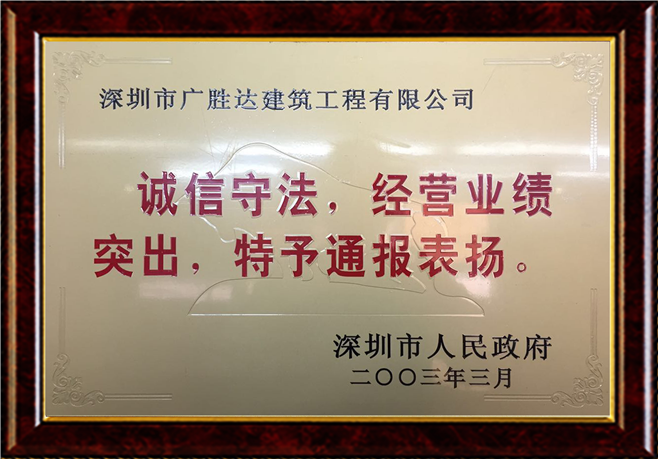 深圳市广胜达建筑工程有限公司
诚信守法，经营业绩
突出，特予通报表扬。
深圳市人民政府
二〇〇三年三月